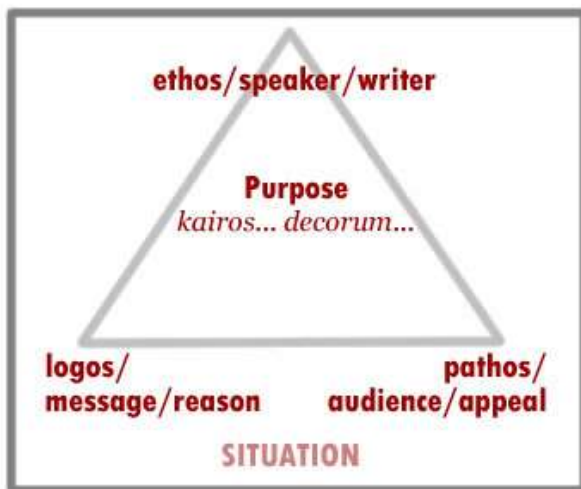 ethos/speaker/writer
Purpose
kairos... decorum...
logos/
message/reason
pathos/
audience/appeal
SITUATION